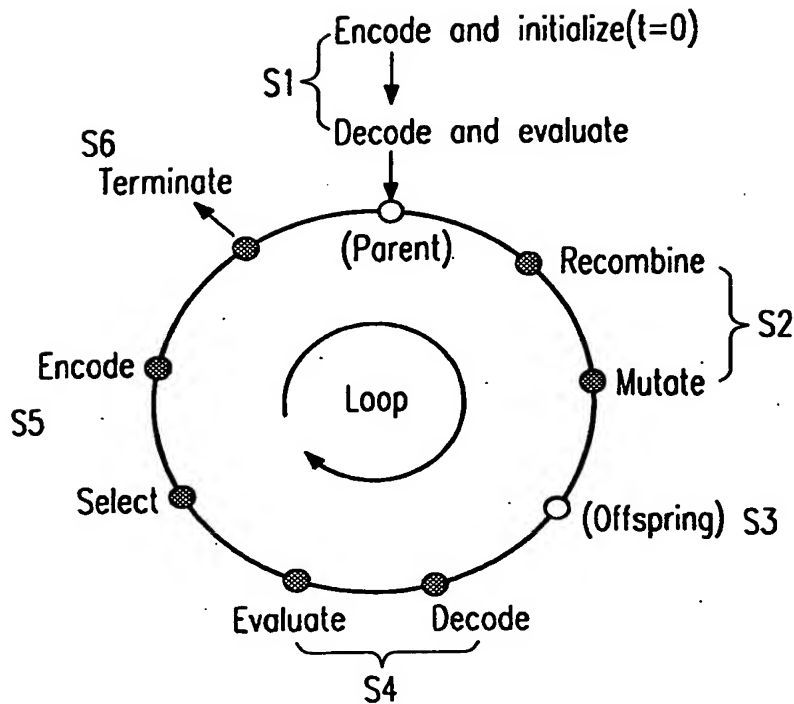 Encode and initialize(t=0)
S1
Decode and evaluate
S6
Terminate
(Parent)
Recombine
S2
Mutate
Encode
Loop
S5
Select
(Offspring) S3
Evaluate
Decode
S4